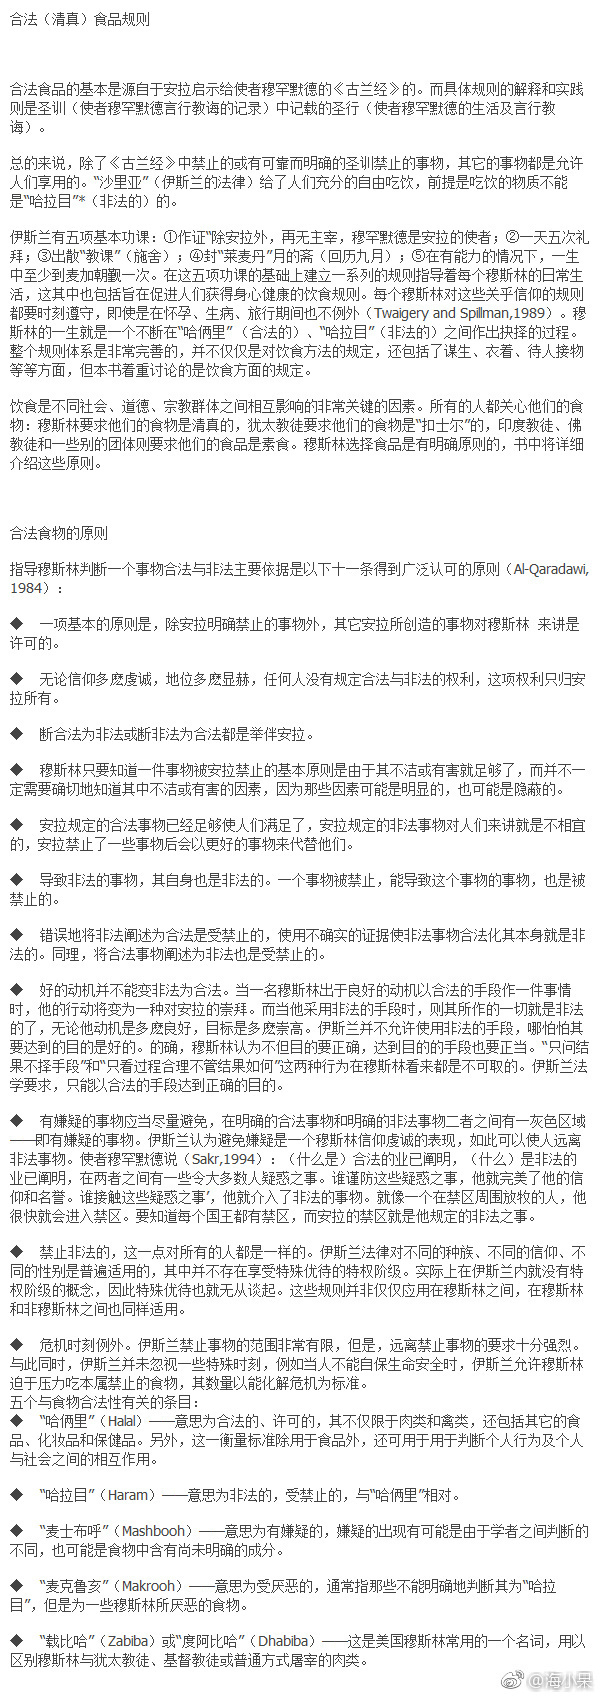 合法（清真）食品规则
合法食品的基本是源自于安拉启示给使者穆罕默德的《古兰经》的。而具体规则的解释和实践
则是圣训（使者穆罕默德言行教诲的记录）中记载的圣行（使者穆罕默德的生活及言行教
诲）。
总的来说，除了《古兰经》中禁止的或有可靠而明确的圣训禁止的事物，其它的事物都是允许
人们享用的。“沙里亚”（伊斯兰的法律）给了人们充分的自由吃饮，前提是吃饮的物质不能
是“哈拉目”*（非法的）的。
伊斯兰有五项基本功课：①作证“除安拉外，再无主宰，穆罕默德是安拉的使者；②一天五次礼
拜；③出散“教课”（施舍）；④封“莱麦丹”月的斋（回历九月）；⑤在有能力的情况下，一生
中至少到麦加朝觐一次。在这五项功课的基础上建立一系列的规则指导着每个穆斯林的日常生
活，这其中也包括旨在促进人们获得身心健康的饮食规则。每个穆斯林对这些关乎信仰的规则
都要时刻遵守，即使是在怀孕、生病、旅行期间也不例外（Twaigery and Spillman,1989）。穆
斯林的一生就是一个不断在“哈俩里”（合法的）、“哈拉目”（非法的）之间作出抉择的过程。
整个规则体系是非常完善的，并不仅仅是对饮食方法的规定，还包括了谋生、衣着、待人接物
等等方面，但本书着重讨论的是饮食方面的规定。
饮食是不同社会、道德、宗教群体之间相互影响的非常关键的因素。所有的人都关心他们的食
物：穆斯林要求他们的食物是清真的，犹太教徒要求他们的食物是“扣士尔”的，印度教徒、佛
教徒和一些别的团体则要求他们的食品是素食。穆斯林选择食品是有明确原则的，书中将详细
介绍这些原则。
合法食物的原则
指导穆斯林判断一个事物合法与非法主要依据是以下十一条得到广泛认可的原则（Al-Qaradawi,
1984）：
◆ 一项基本的原则是，除安拉明确禁止的事物外，其它安拉所创造的事物对穆斯林 来讲是
许可的。
◆ 无论信仰多麽虔诚，地位多麽显赫，任何人没有规定合法与非法的权利，这项权利只归安
拉所有。
◆ 断合法为非法或断非法为合法都是举伴安拉。
◆ 穆斯林只要知道一件事物被安拉禁止的基本原则是由于其不洁或有害就足够了，而并不一
定需要确切地知道其中不洁或有害的因素，因为那些因素可能是明显的，也可能是隐蔽的。
◆ 安拉规定的合法事物已经足够使人们满足了，安拉规定的非法事物对人们来讲就是不相宜
的，安拉禁止了一些事物后会以更好的事物来代替他们。
◆ 导致非法的事物，其自身也是非法的。一个事物被禁止，能导致这个事物的事物，也是被
禁止的。
◆ 错误地将非法阐述为合法是受禁止的，使用不确实的证据使非法事物合法化其本身就是非
法的。同理，将合法事物阐述为非法也是受禁止的。
◆ 好的动机并不能变非法为合法。当一名穆斯林出于良好的动机以合法的手段作一件事情
时，他的行动将变为一种对安拉的崇拜。而当他采用非法的手段时，则其所作的一切就是非法
的了，无论他动机是多麽良好，目标是多麽崇高。伊斯兰并不允许使用非法的手段，哪怕怕其
要达到的目的是好的。的确，穆斯林认为不但目的要正确，达到目的的手段也要正当。“只问结
果不择手段”和“只看过程合理不管结果如何”这两种行为在穆斯林看来都是不可取的。伊斯兰法
学要求，只能以合法的手段达到正确的目的。
◆ 有嫌疑的事物应当尽量避免，在明确的合法事物和明确的非法事物二者之间有一灰色区域
——即有嫌疑的事物。伊斯兰认为避免嫌疑是一个穆斯林信仰虔诚的表现，如此可以使人远离
非法事物。使者穆罕默德说（Sakr,1994）：（什么是）合法的业已阐明，（什么）是非法的
业已阐明，在两者之间有一些令大多数人疑惑之事。谁谨防这些疑惑之事，他就完美了他的信
仰和名誉。谁接触这些疑惑之事’，他就介入了非法的事物。就像一个在禁区周围放牧的人，他
很快就会进入禁区。要知道每个国王都有禁区，而安拉的禁区就是他规定的非法之事。
◆ 禁止非法的，这一点对所有的人都是一样的。伊斯兰法律对不同的种族、不同的信仰、不
同的性别是普遍适用的，其中并不存在享受特殊优待的特权阶级。实际上在伊斯兰内就没有特
权阶级的概念，因此特殊优待也就无从谈起。这些规则并非仅仅应用在穆斯林之间，在穆斯林
和非穆斯林之间也同样适用。
◆ 危机时刻例外。伊斯兰禁止事物的范围非常有限，但是，远离禁止事物的要求十分强烈。
与此同时，伊斯兰并未忽视一些特殊时刻，例如当人不能自保生命安全时，伊斯兰允许穆斯林
迫于压力吃本属禁止的食物，其数量以能化解危机为标准。
五个与食物合法性有关的条目：
◆ “哈俩里”（Halal）——意思为合法的、许可的，其不仅限于肉类和禽类，还包括其它的食
品、化妆品和保健品。另外，这一衡量标准除用于食品外，还可用于用于判断个人行为及个人
与社会之间的相互作用。
◆ “哈拉目”（Haram）——意思为非法的，受禁止的，与“哈俩里”相对。
◆ “麦士布呼”（Mashbooh）——意思为有嫌疑的，嫌疑的出现有可能是由于学者之间判断的
不同，也可能是食物中含有尚未明确的成分。
◆ “麦克鲁亥”（Makrooh）——意思为受厌恶的，通常指那些不能明确地判断其为“哈拉
目”，但是为一些穆斯林所厌恶的食物。
◆ “载比哈”（Zabiba）或“度阿比哈”（Dhabiba）——这是美国穆斯林常用的一个名词，用以
区别穆斯林与犹太教徒、基督教徒或普通方式屠宰的肉类。
@海小杲